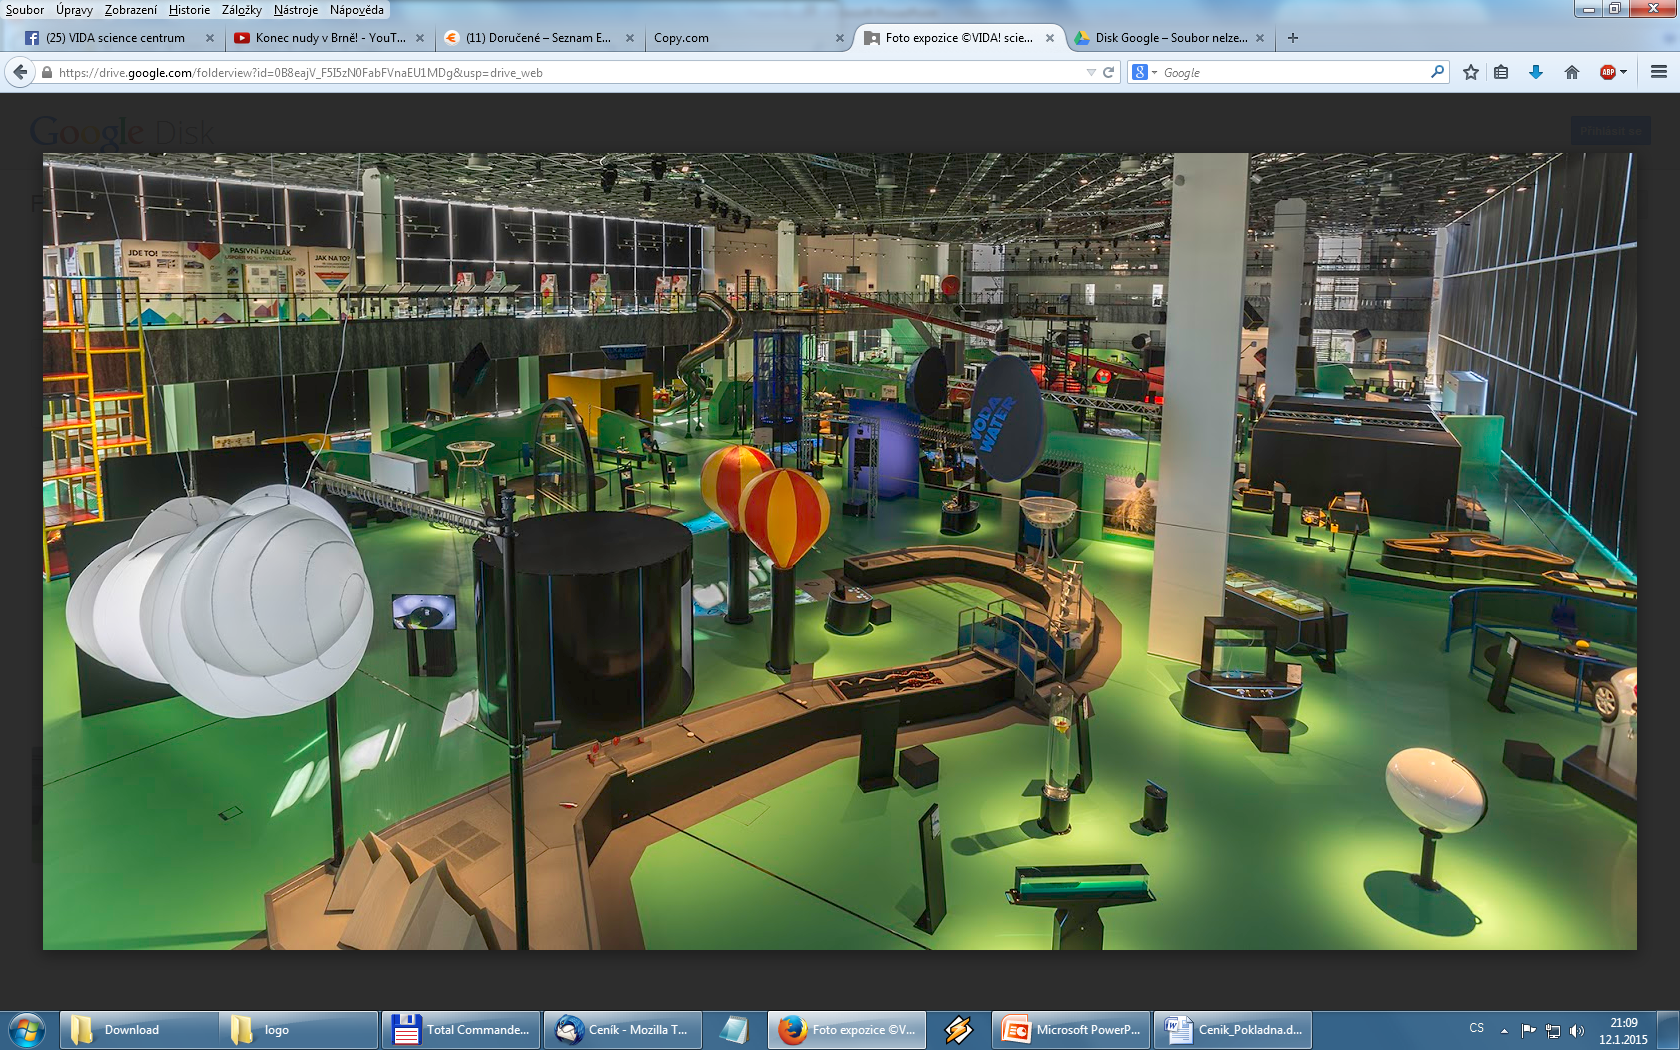 Soubor Úpravy Zobrazení Historie Záložky Nástroje Nápověda
(25) VIDA science centrum
Konec nudy v Brně! - YouT...
(11) Doručené – Seznam E...
Copy.com
Foto expozice ©VIDA! scie...
Disk Google – Soubor nelze...
https://drive.google.com/folderview?id=0B8eajV_F5I5zN0FabFVnaEU1MDg&usp=drive_web
Google
ABP
Google Disk
JDE TO!
PASIVNÍ PANELÁK
JAK NA TO?
VODA
WATER
Download
logo
Total Commande...
Ceník - Mozilla T...
Foto expozice ©V...
Microsoft PowerP...
Cenik_Pokladna.d...
CS
21:09
12.1.2015